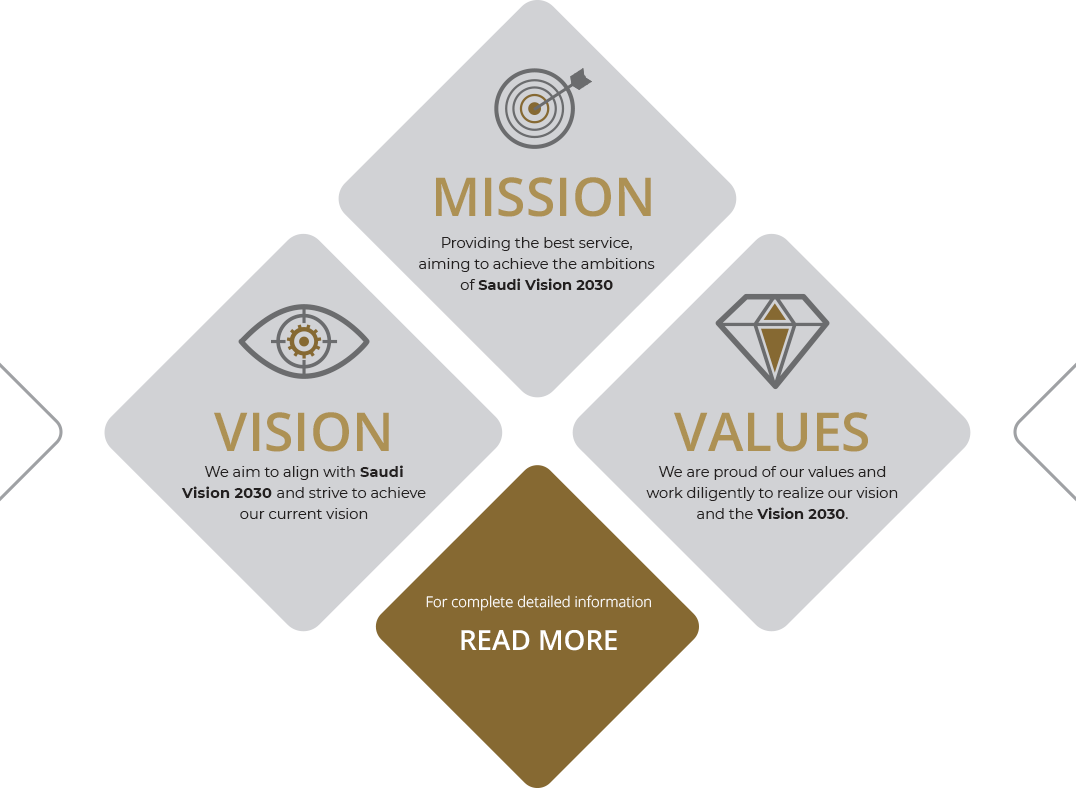 MISSION
Providing the best service,
aiming to achieve the ambitions
of Saudi Vision 2030
VISION
We aim to align with Saudi
Vision 2030 and strive to achieve
our current vision
VALUES
We are proud of our values and
work diligently to realize our vision
and the Vision 2030.
For complete detailed information
READ MORE